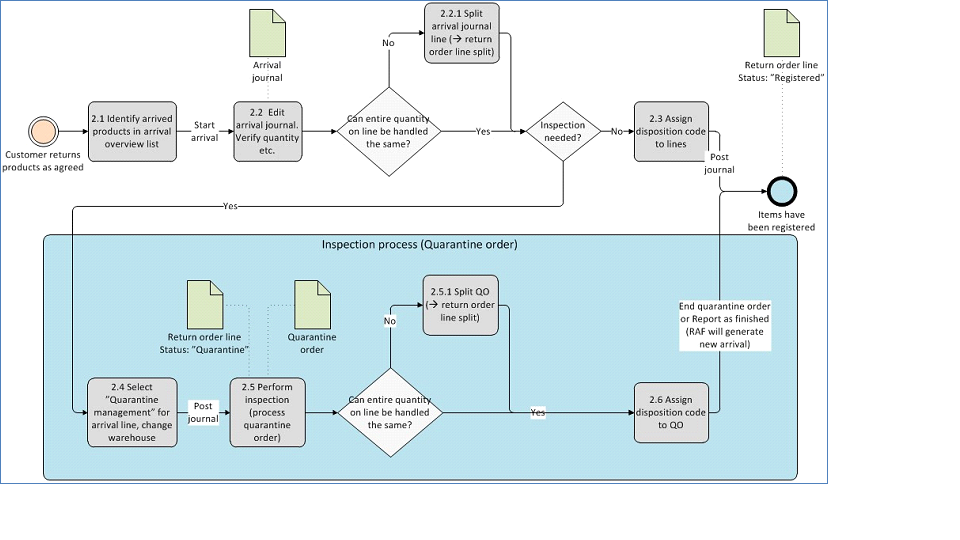 2.2.1 Split
arrival journal
line (→ return
order line split)
No
Arrival
journal
Return order line
Status: "Registered"
2.1 Identify arrived
products in arrival
overview list
Start
arrival
2.2 Edit
arrival journal.
Verify quantity
etc.
Can entire quantity
on line be handled
the same?
Yes
Inspection
needed?
No
2.3 Assign
disposition code
to lines
Post
journal
Customer returns
products as agreed
Items have
been registered
Yes
Inspection process (Quarantine order)
2.5.1 Split QO
(→ return order
line split)
No
Return order line
Status: "Quarantine"
Quarantine
order
End quarantine order
or Report as finished
(RAF will generate
new arrival)
2.4 Select
"Quarantine
management" for
arrival line, change
warehouse
Post
journal
2.5 Perform
inspection
(process
quarantine
order)
Can entire quantity
on line be handled
the same?
Yes
2.6 Assign
disposition code
to QO